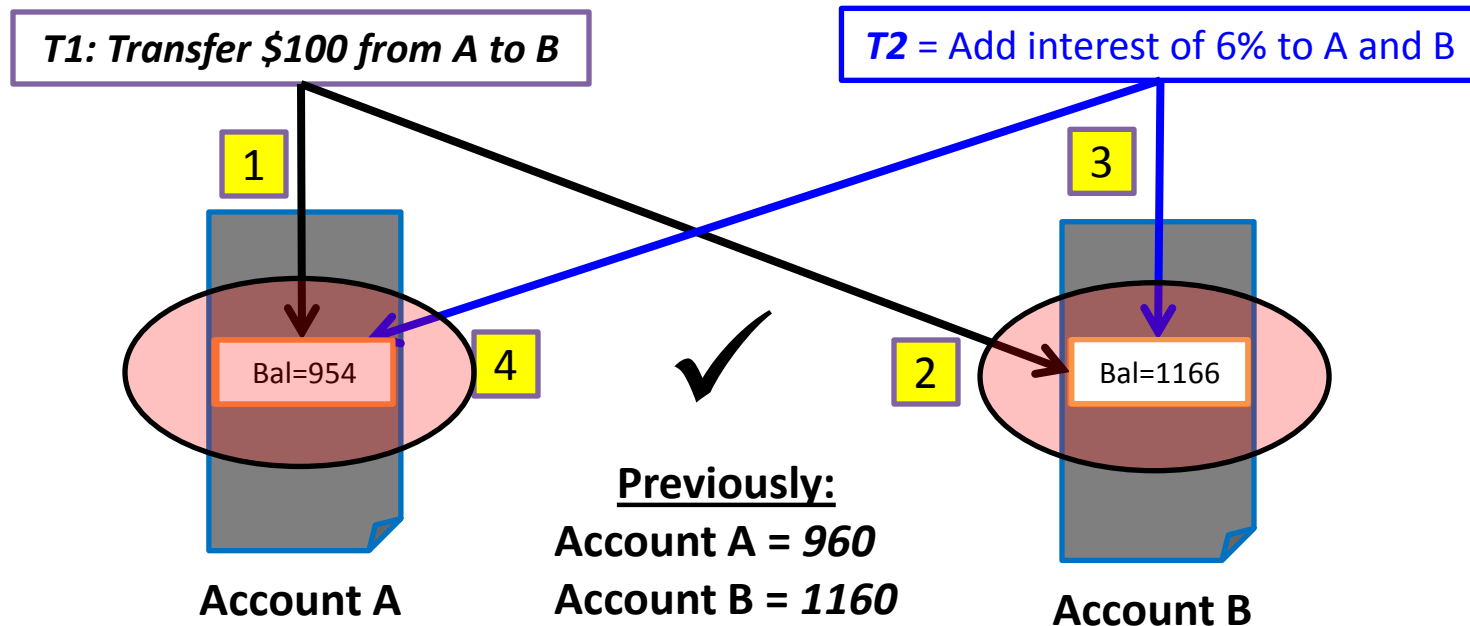 T1: Transfer $100 from A to B
T2 = Add interest of 6% to A and B
1
3
Bal=954
4
2
Bal=1166
Previously:
Account A = 960
Account B = 1160
Account A
Account B